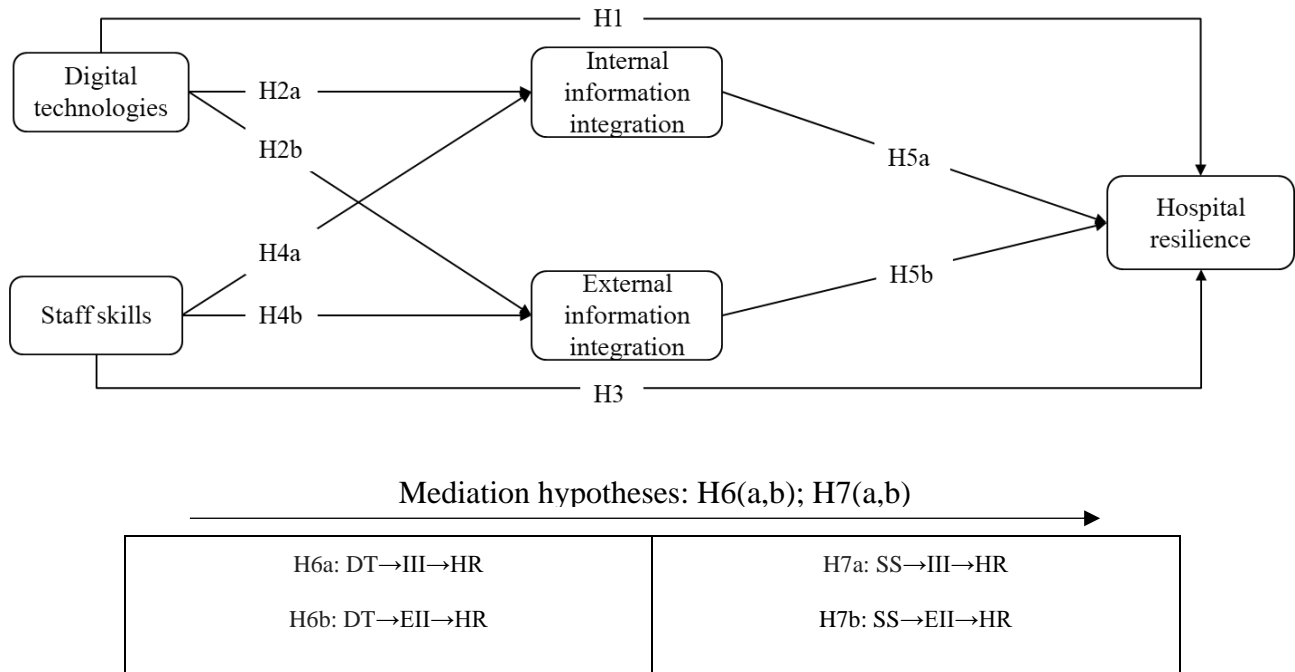 H1
Digital
technologies
H2a
H2b
Internal
information
integration
H5a
Hospital
resilience
H4a
Staff skills
H4b
External
information
integration
H5b
H3
Mediation hypotheses: H6(a,b); H7(a,b)
H6a: DT→III→HR
H6b: DT→EII→HR
H7a: SS→III→HR
H7b: SS→EII→HR